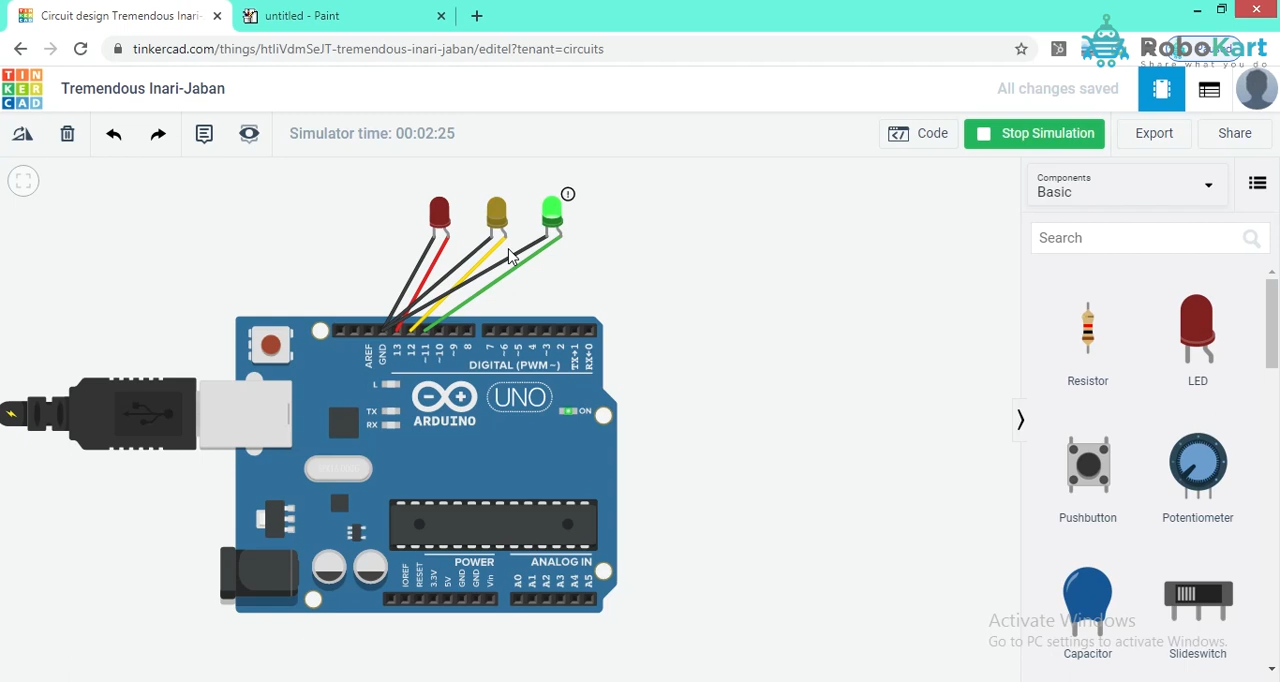 Circuit design Tremendous Inari-
untitled - Paint
tinkercad.com/things/htIiVdmSeJT-tremendous-inari-jaban/editel?tenant=circuits
RoboKart
Share what you do
TIN
KER
CAD
Tremendous Inari-Jaban
All changes saved
Simulator time: 00:02:25
Code
Stop Simulation
Export
Share
Components
Basic
Search
Resistor
LED
Pushbutton
Potentiometer
Capacitor
Slideswitch
AREF
GND
13
12
~11
~10
~9
8
7
~6
~5
4
~3
2
TX→1
RX←0
DIGITAL (PWM~)
L
TX
RX
ARDUINO
UNO
ON
IOREF
RESET
3.3V
5V
GND
GND
Vin
POWER
ANALOG IN
A0
A1
A2
A3
A4
A5
Activate Windows
Go to PC settings to activate Windows.